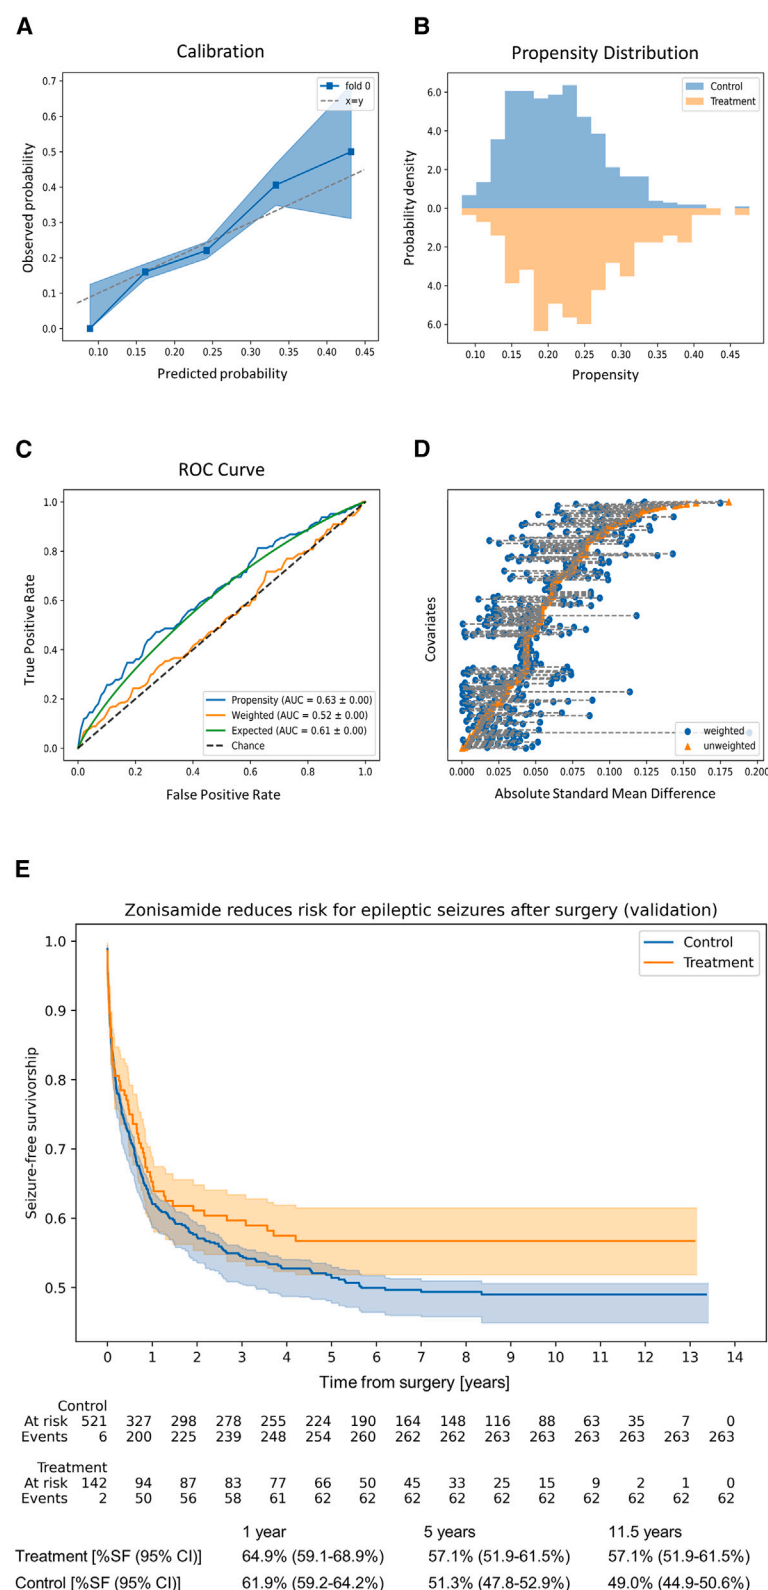 A
Calibration
fold 0
x=y
Observed probability
0.7
0.6
0.5
0.4
0.3
0.2
0.1
0.0
0.10 0.15 0.20 0.25 0.30 0.35 0.40 0.45
Predicted probability
B
Propensity Distribution
Control
Treatment
Probability density
6.0
4.0
2.0
0.0
2.0
4.0
6.0
0.10 0.15 0.20 0.25 0.30 0.35 0.40 0.45
Propensity
C
ROC Curve
True Positive Rate
1.0
0.8
0.6
0.4
0.2
0.0
Propensity (AUC = 0.63 ± 0.00)
Weighted (AUC = 0.52 ± 0.00)
Expected (AUC = 0.61 ± 0.00)
Chance
0.0 0.2 0.4 0.6 0.8 1.0
False Positive Rate
D
Covariates
weighted
unweighted
0.000 0.025 0.050 0.075 0.100 0.125 0.150 0.175 0.200
Absolute Standard Mean Difference
E
Zonisamide reduces risk for epileptic seizures after surgery (validation)
Control
Treatment
Seizure-free survivorship
1.0
0.9
0.8
0.7
0.6
0.5
0 1 2 3 4 5 6 7 8 9 10 11 12 13 14
Time from surgery [years]
Control
At risk 521 327 298 278 255 224 190 164 148 116 88 63 35 7 0
Events 6 200 225 239 248 254 260 262 262 263 263 263 263 263 263
Treatment
At risk 142 94 87 83 77 66 50 45 33 25 15 9 2 1 0
Events 2 50 56 58 61 62 62 62 62 62 62 62 62 62 62
1 year 5 years 11.5 years
Treatment [%SF (95% CI)] 64.9% (59.1-68.9%) 57.1% (51.9-61.5%) 57.1% (51.9-61.5%)
Control [%SF (95% CI)] 61.9% (59.2-64.2%) 51.3% (47.8-52.9%) 49.0% (44.9-50.6%)